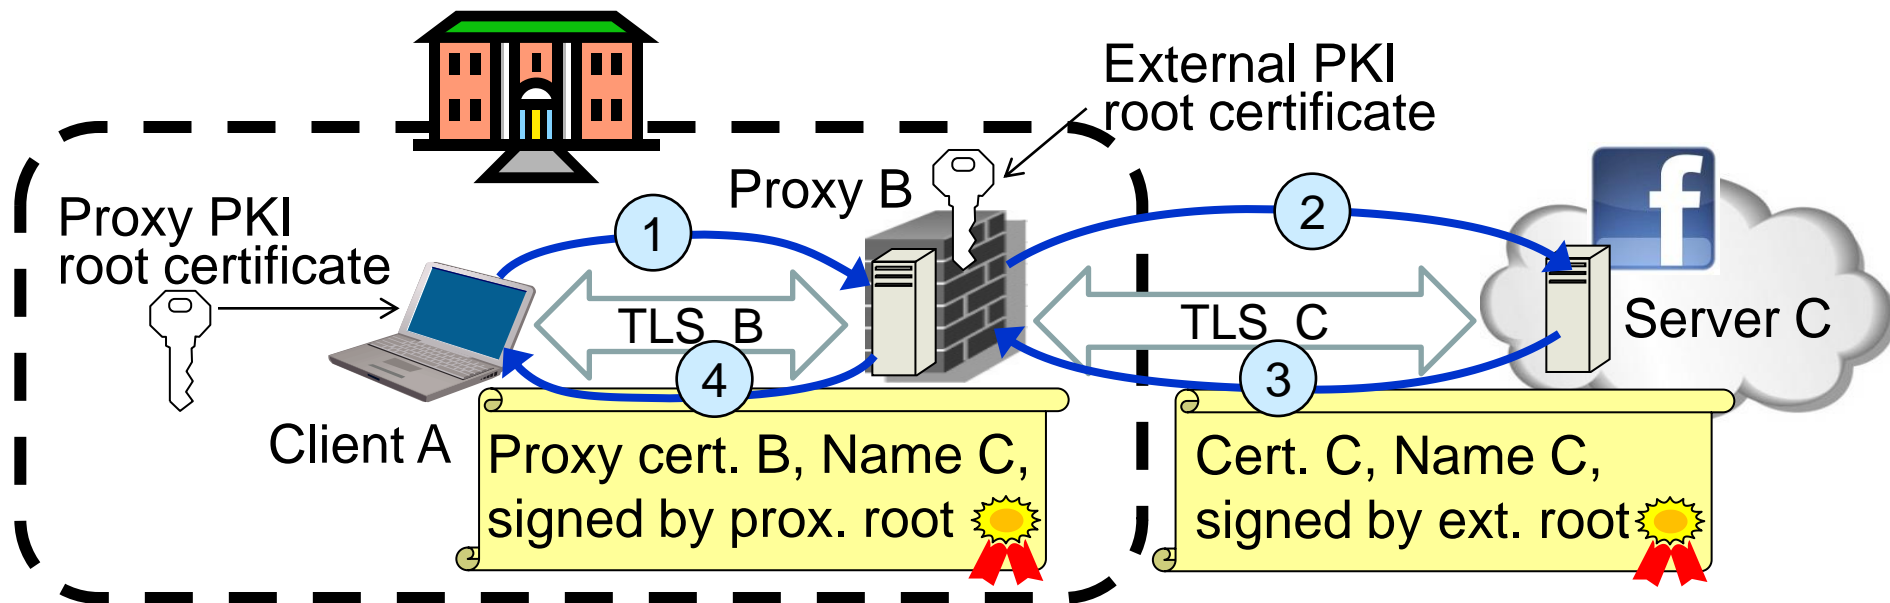 External PKI
root certificate
Proxy B
Proxy PKI
root certificate
1
2
f
TLS_B
TLS_C
Server C
4
3
Client A
Proxy cert. B, Name C,
signed by prox. root
Cert. C, Name C,
signed by ext. root